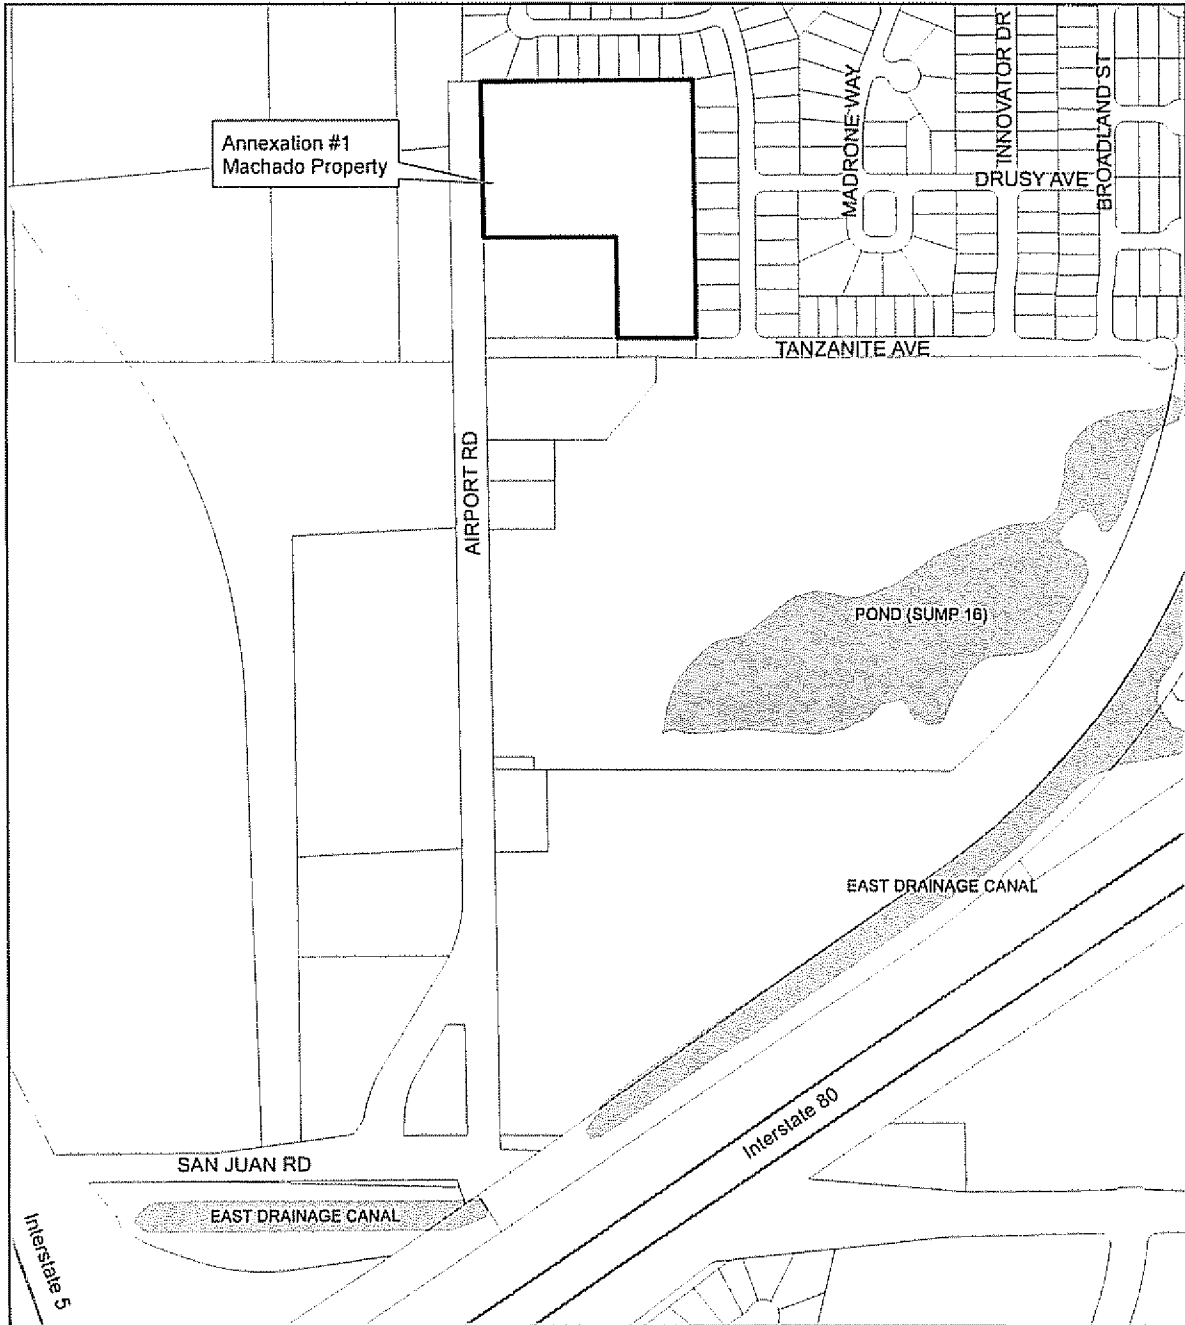 INNOVATOR DR
MADRONE WAY
BROADLAND ST
Annexation #1
Machado Property
DRUSY AVE
TANZANITE AVE
AIRPORT RD
POND (SUMP 16)
EAST DRAINAGE CANAL
Interstate 80
SAN JUAN RD
EAST DRAINAGE CANAL
Interstate 5